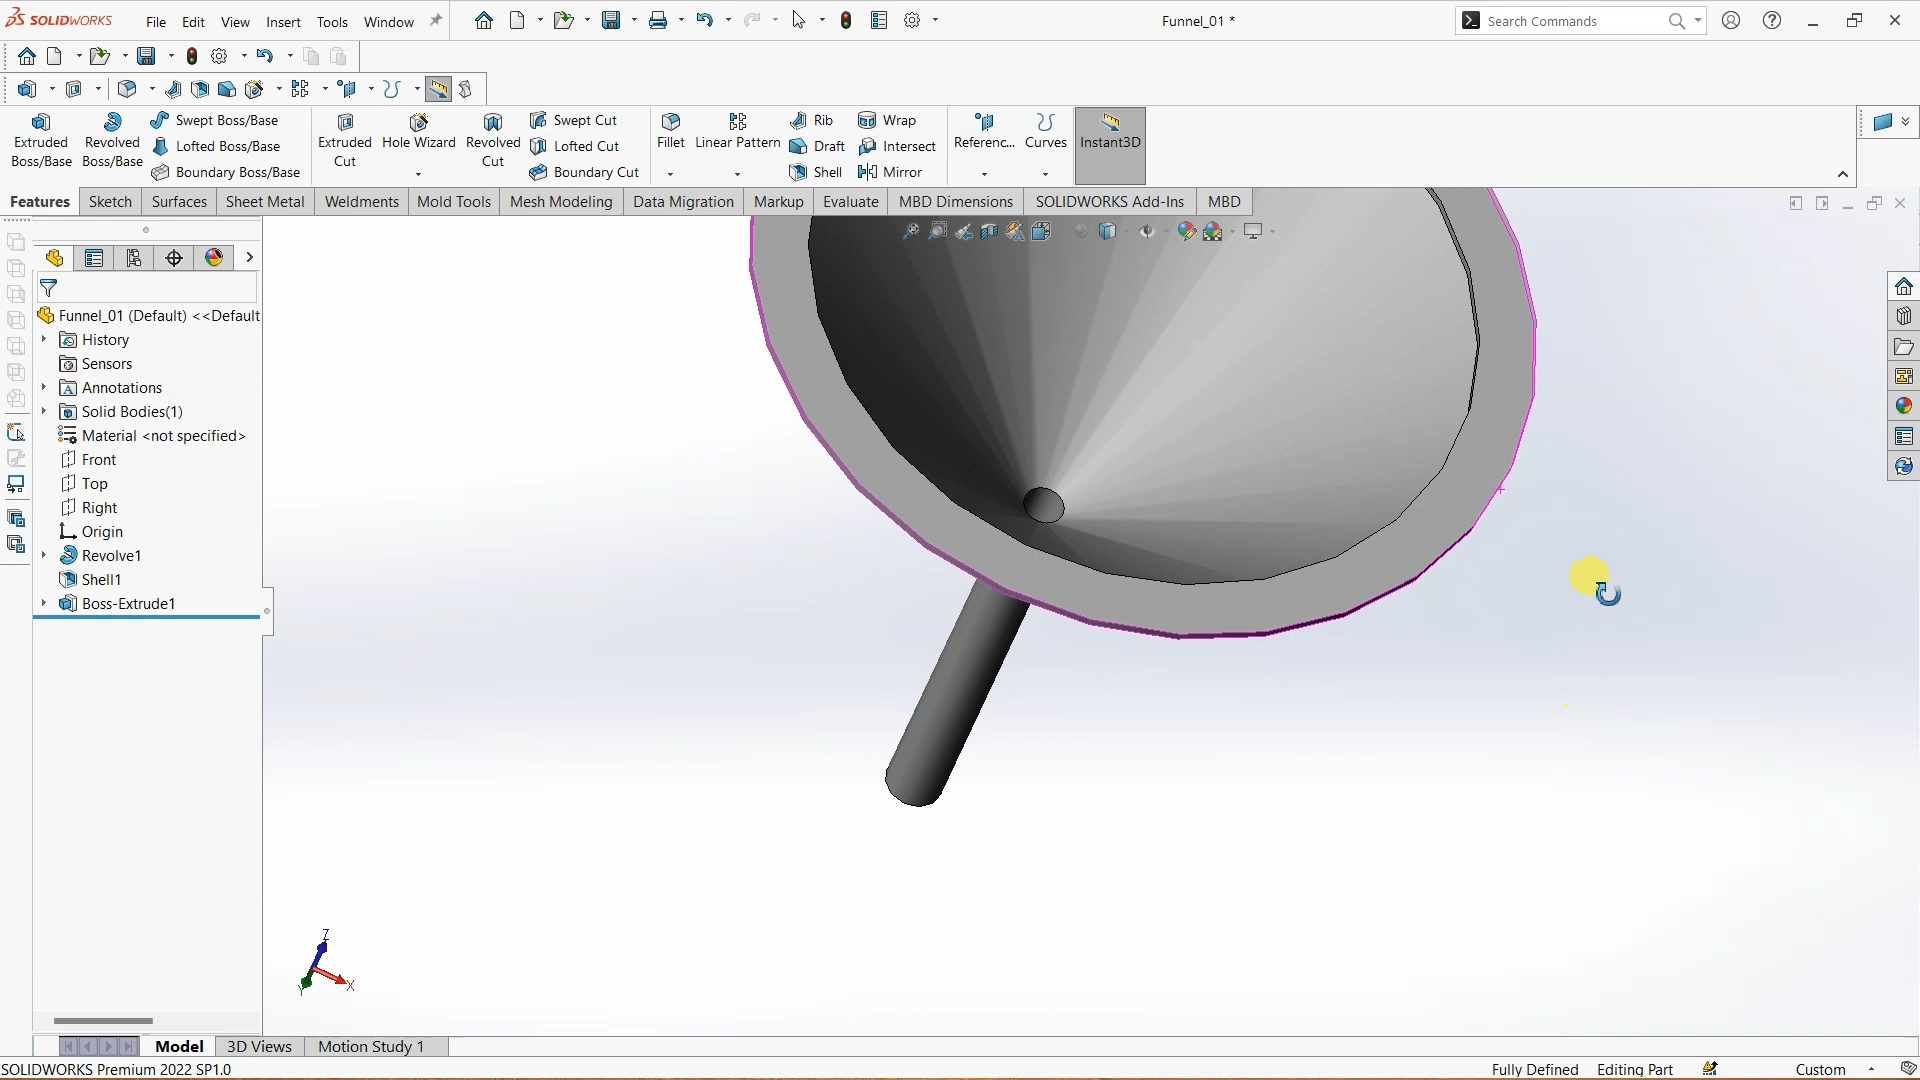 SOLIDWORKS File Edit View Insert Tools Window
Funnel_01 *
Search Commands
Extruded Boss/Base
Revolved Boss/Base
Swept Boss/Base
Lofted Boss/Base
Boundary Boss/Base
Extruded Cut
Hole Wizard
Revolved Cut
Swept Cut
Lofted Cut
Boundary Cut
Fillet
Linear Pattern
Rib
Draft
Shell
Wrap
Intersect
Mirror
Referenc...
Curves
Instant3D
Features Sketch Surfaces Sheet Metal Weldments Mold Tools Mesh Modeling Data Migration Markup Evaluate MBD Dimensions SOLIDWORKS Add-Ins MBD
Funnel_01 (Default) <<Default
History
Sensors
Annotations
Solid Bodies(1)
Material <not specified>
Front
Top
Right
Origin
Revolve1
Shell1
Boss-Extrude1
Z
X
Y
Model 3D Views Motion Study 1
SOLIDWORKS Premium 2022 SP1.0
Fully Defined Editing Part Custom